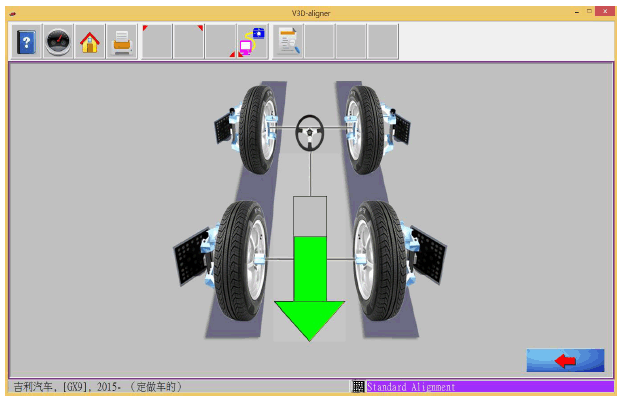 V3D-aligner
吉利汽车, [GX9], 2015- (定做车的)
Standard Alignment